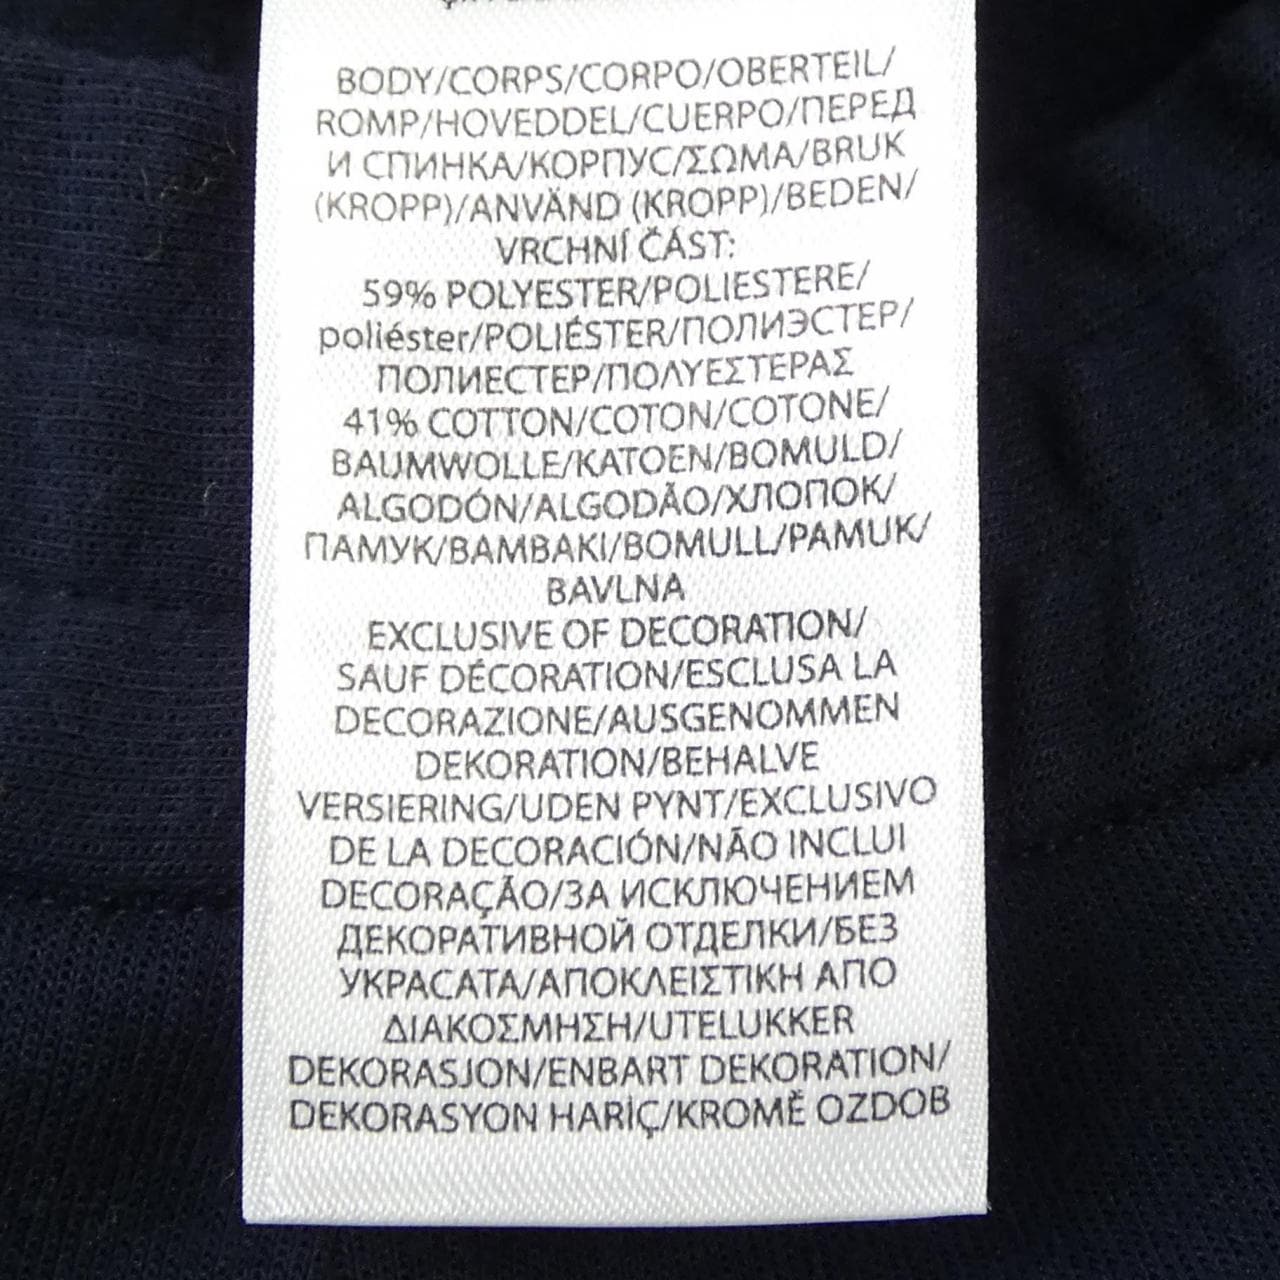 BODY/CORPS/CORPO/OBERTEIL/
ROMP/HOVEDDEL/CUERPO/ПЕРЕД
И СПИНКА/КОРПУС/ΣΩΜΑ/BRUK
(KROPP)/ANVÄND (KROPP)/BEDEN/
VRCHNÍ ČÁST:
59% POLYESTER/POLIESTERE/
poliéster/POLIÉSTER/ПОЛИЭСТЕР/
ПОЛИЕСТЕР/ΠΟΛΥΕΣΤΕΡΑΣ
41% COTTON/COTON/COTONE/
BAUMWOLLE/KATOEN/BOMULD/
ALGODÓN/ALGODÃO/ХЛОПОК/
ПАМУК/ΒΑΜΒΑΚΙ/BOMULL/PAMUK/
BAVLNA
EXCLUSIVE OF DECORATION/
SAUF DÉCORATION/ESCLUSA LA
DECORAZIONE/AUSGENOMMEN
DEKORATION/BEHALVE
VERSIERING/UDEN PYNT/EXCLUSIVO
DE LA DECORACIÓN/NÃO INCLUI
DECORAÇÃO/ЗА ИСКЛЮЧЕНИЕМ
ДЕКОРАТИВНОЙ ОТДЕЛКИ/БЕЗ
УКРАСАТА/ΑΠΟΚΛΕΙΣΤΙΚΗ ΑΠΟ
ΔΙΑΚΟΣΜΗΣΗ/UTELUKKER
DEKORASJON/ENBART DEKORATION/
DEKORASYON HARİÇ/KROMĚ OZDOB